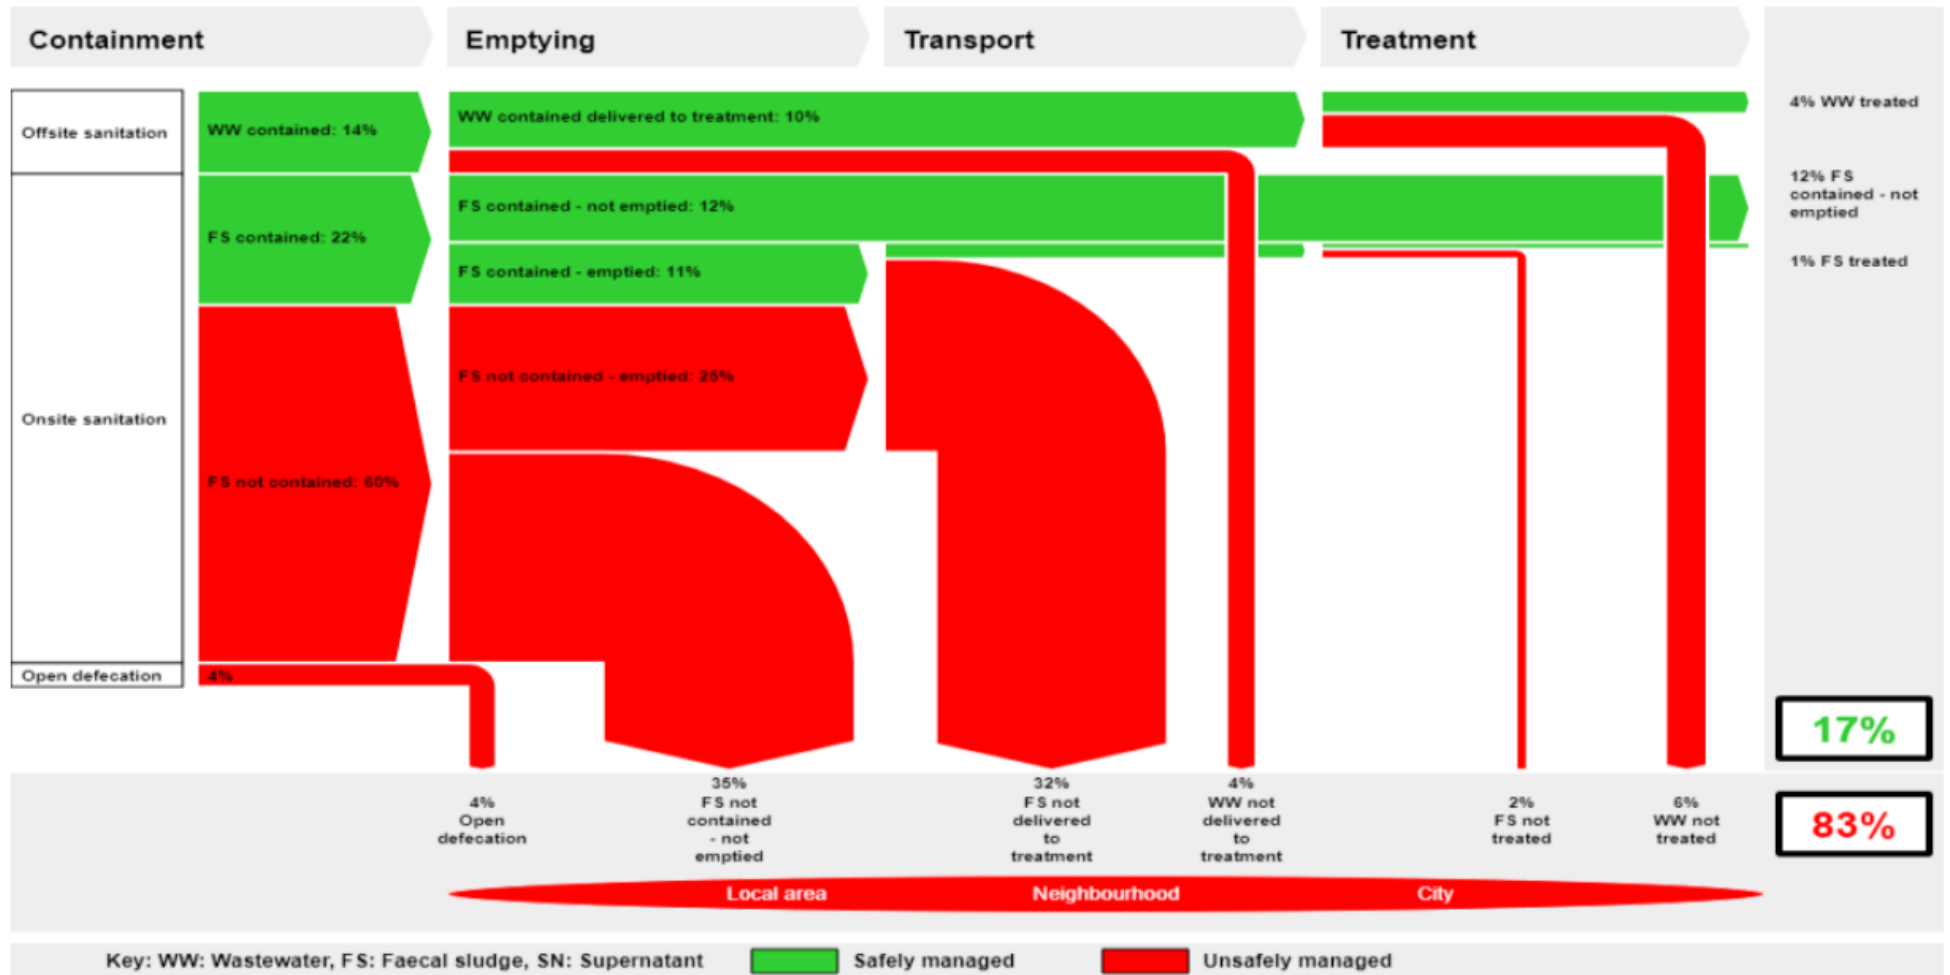 Containment
Emptying
Transport
Treatment
Offsite sanitation
WW contained: 14%
WW contained delivered to treatment: 10%
4% WW treated
FS contained: 22%
FS contained - not emptied: 12%
12% FS
contained - not
emptied
FS contained - emptied: 11%
1% FS treated
Onsite sanitation
FS not contained - emptied: 25%
FS not contained: 60%
Open defecation
4%
17%
4%
Open
defecation
35%
FS not
contained
- not
emptied
32%
FS not
delivered
to
treatment
4%
WW not
delivered
to
treatment
2%
FS not
treated
6%
WW not
treated
83%
Local area
Neighbourhood
City
Key: WW: Wastewater, FS: Faecal sludge, SN: Supernatant
Safely managed
Unsafely managed